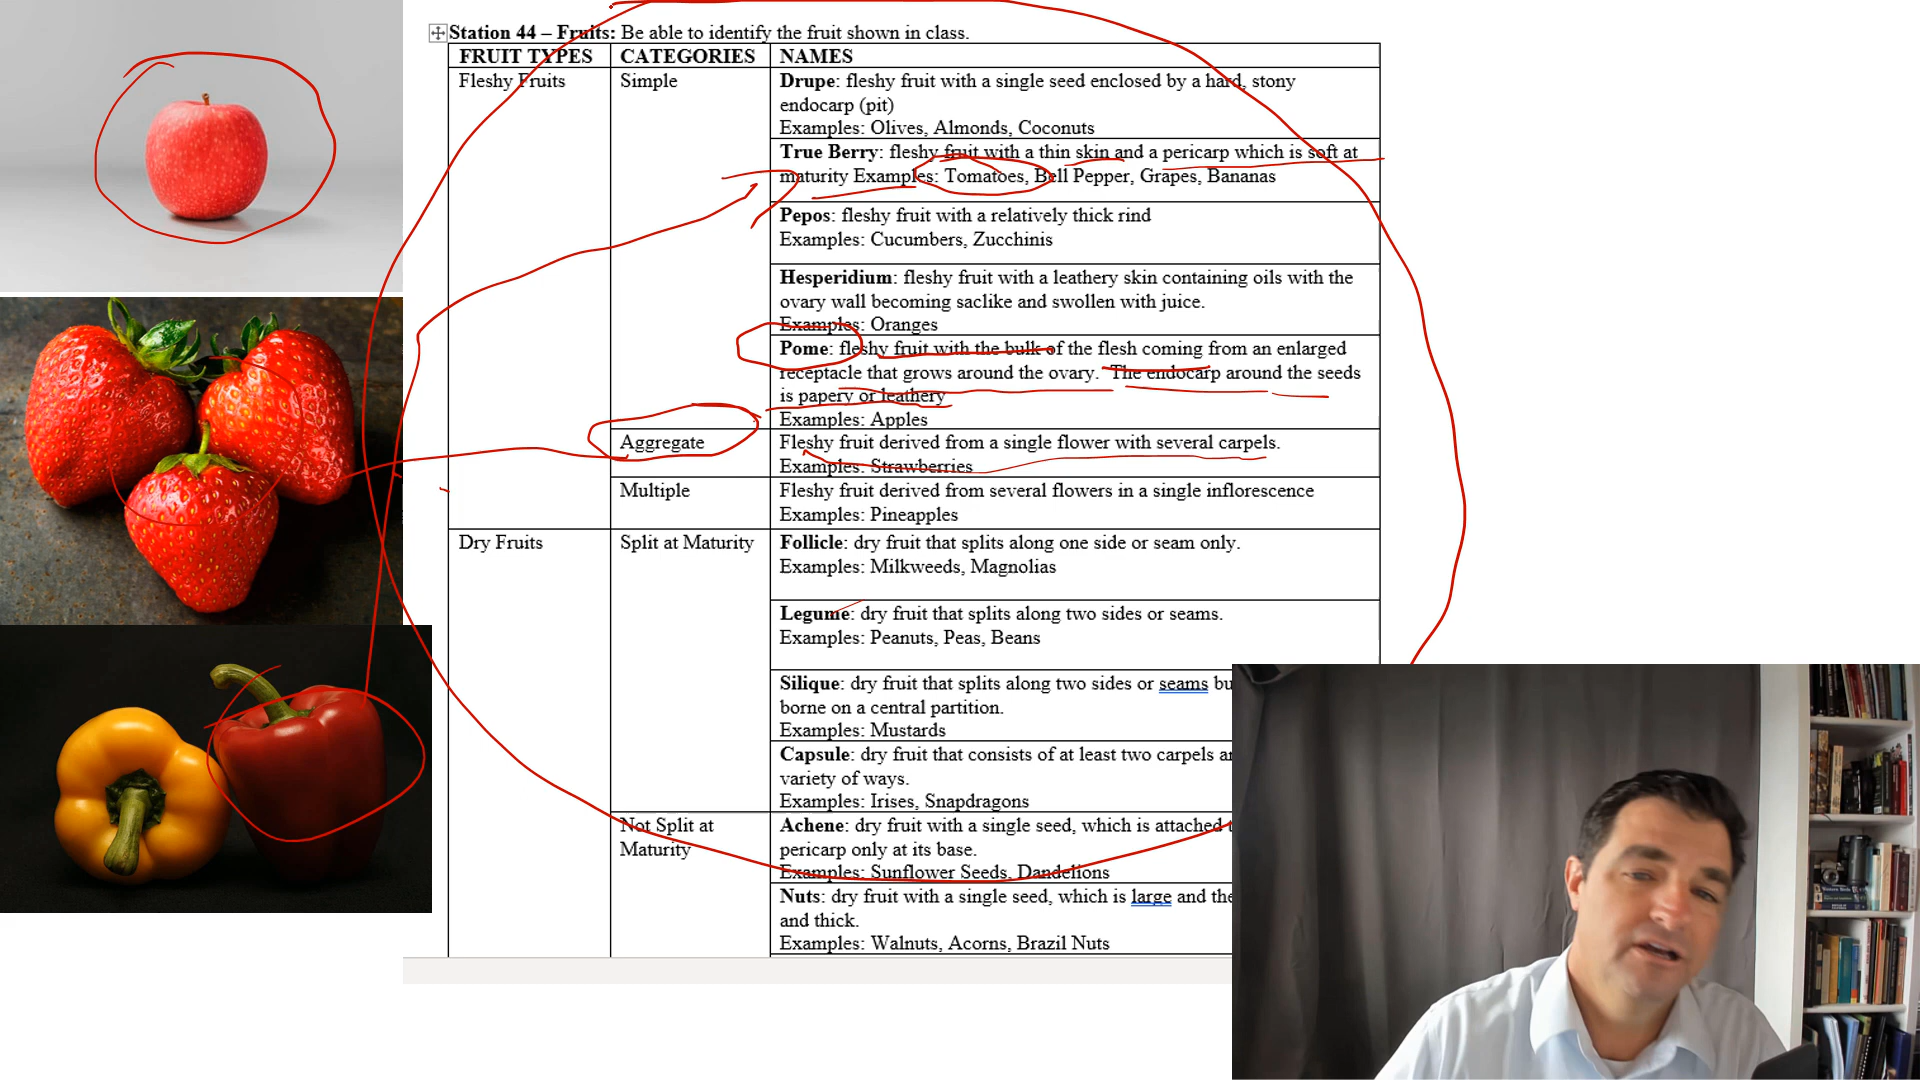 Station 44 – Fruits: Be able to identify the fruit shown in class.
FRUIT TYPES CATEGORIES NAMES
Fleshy Fruits Simple Drupe: fleshy fruit with a single seed enclosed by a hard, stony
endocarp (pit)
Examples: Olives, Almonds, Coconuts
True Berry: fleshy fruit with a thin skin and a pericarp which is soft at
maturity Examples: Tomatoes, Bell Pepper, Grapes, Bananas
Pepos: fleshy fruit with a relatively thick rind
Examples: Cucumbers, Zucchinis
Hesperidium: fleshy fruit with a leathery skin containing oils with the
ovary wall becoming saclike and swollen with juice.
Examples: Oranges
Pome: fleshy fruit with the bulk of the flesh coming from an enlarged
receptacle that grows around the ovary. The endocarp around the seeds
is papery or leathery
Examples: Apples
Aggregate Fleshy fruit derived from a single flower with several carpels.
Examples: Strawberries
Multiple Fleshy fruit derived from several flowers in a single inflorescence
Examples: Pineapples
Dry Fruits Split at Maturity Follicle: dry fruit that splits along one side or seam only.
Examples: Milkweeds, Magnolias
Legume: dry fruit that splits along two sides or seams.
Examples: Peanuts, Peas, Beans
Silique: dry fruit that splits along two sides or seams
borne on a central partition.
Examples: Mustards
Capsule: dry fruit that consists of at least two carpels
variety of ways.
Examples: Irises, Snapdragons
Not Split at Maturity Achene: dry fruit with a single seed, which is attached
pericarp only at its base.
Examples: Sunflower Seeds, Dandelions
Nuts: dry fruit with a single seed, which is large and the
and thick.
Examples: Walnuts, Acorns, Brazil Nuts